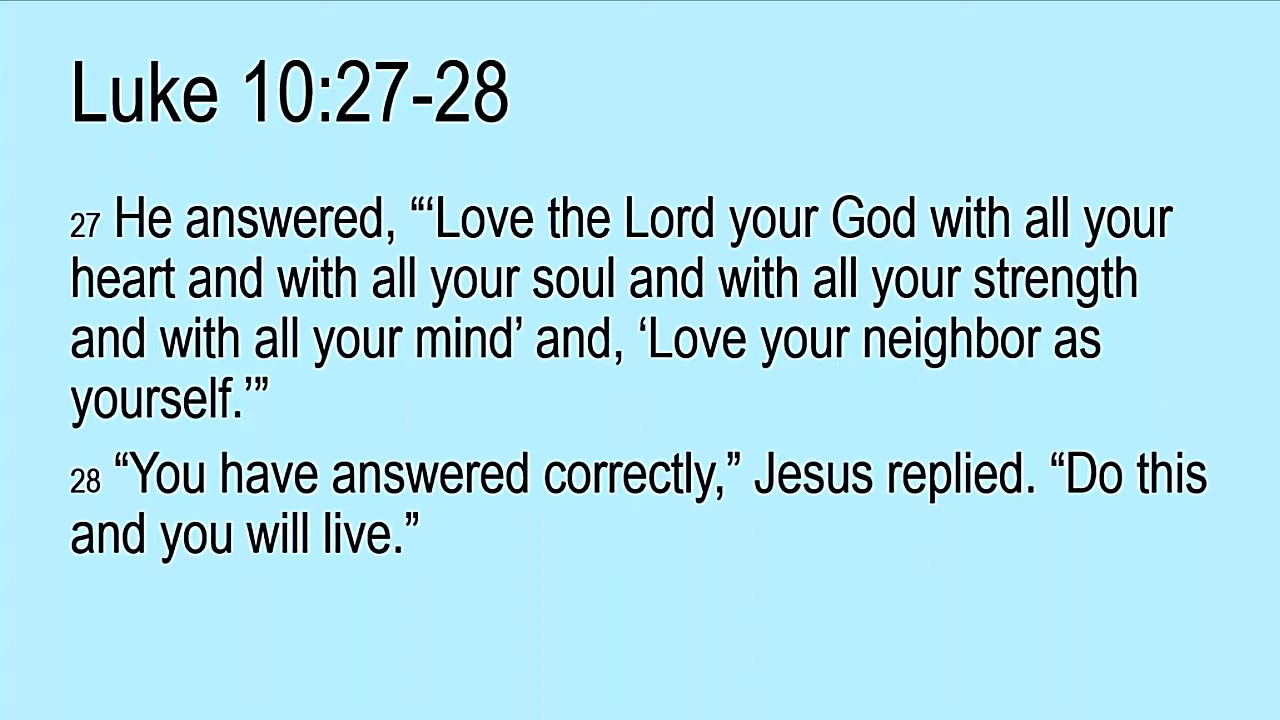 Luke 10:27-28
27 He answered, “‘Love the Lord your God with all your
heart and with all your soul and with all your strength
and with all your mind’ and, ‘Love your neighbor as
yourself.’”
28 “You have answered correctly,” Jesus replied. “Do this
and you will live.”